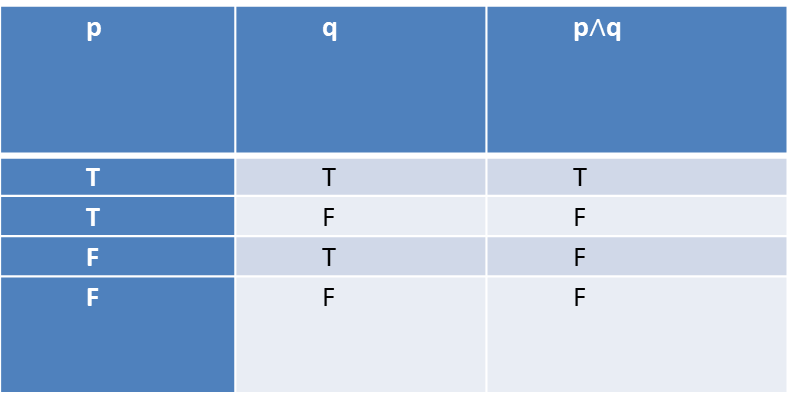 p q p∧q
T T T
T F F
F T F
F F F